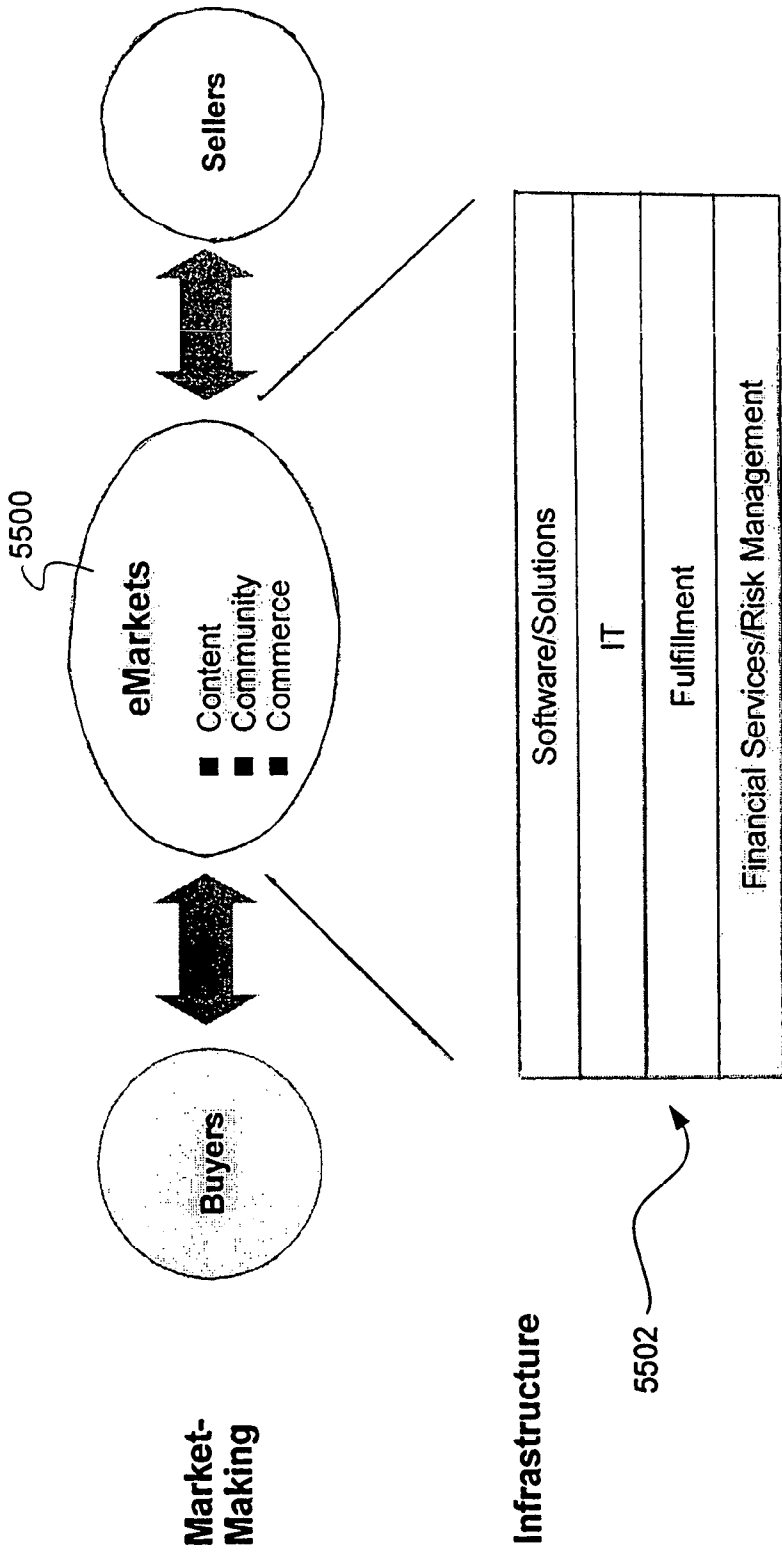 Market-
Making
Buyers
5500
eMarkets
■ Content
■ Community
■ Commerce
Sellers
Infrastructure
5502
Software/Solutions
IT
Fulfillment
Financial Services/Risk Management